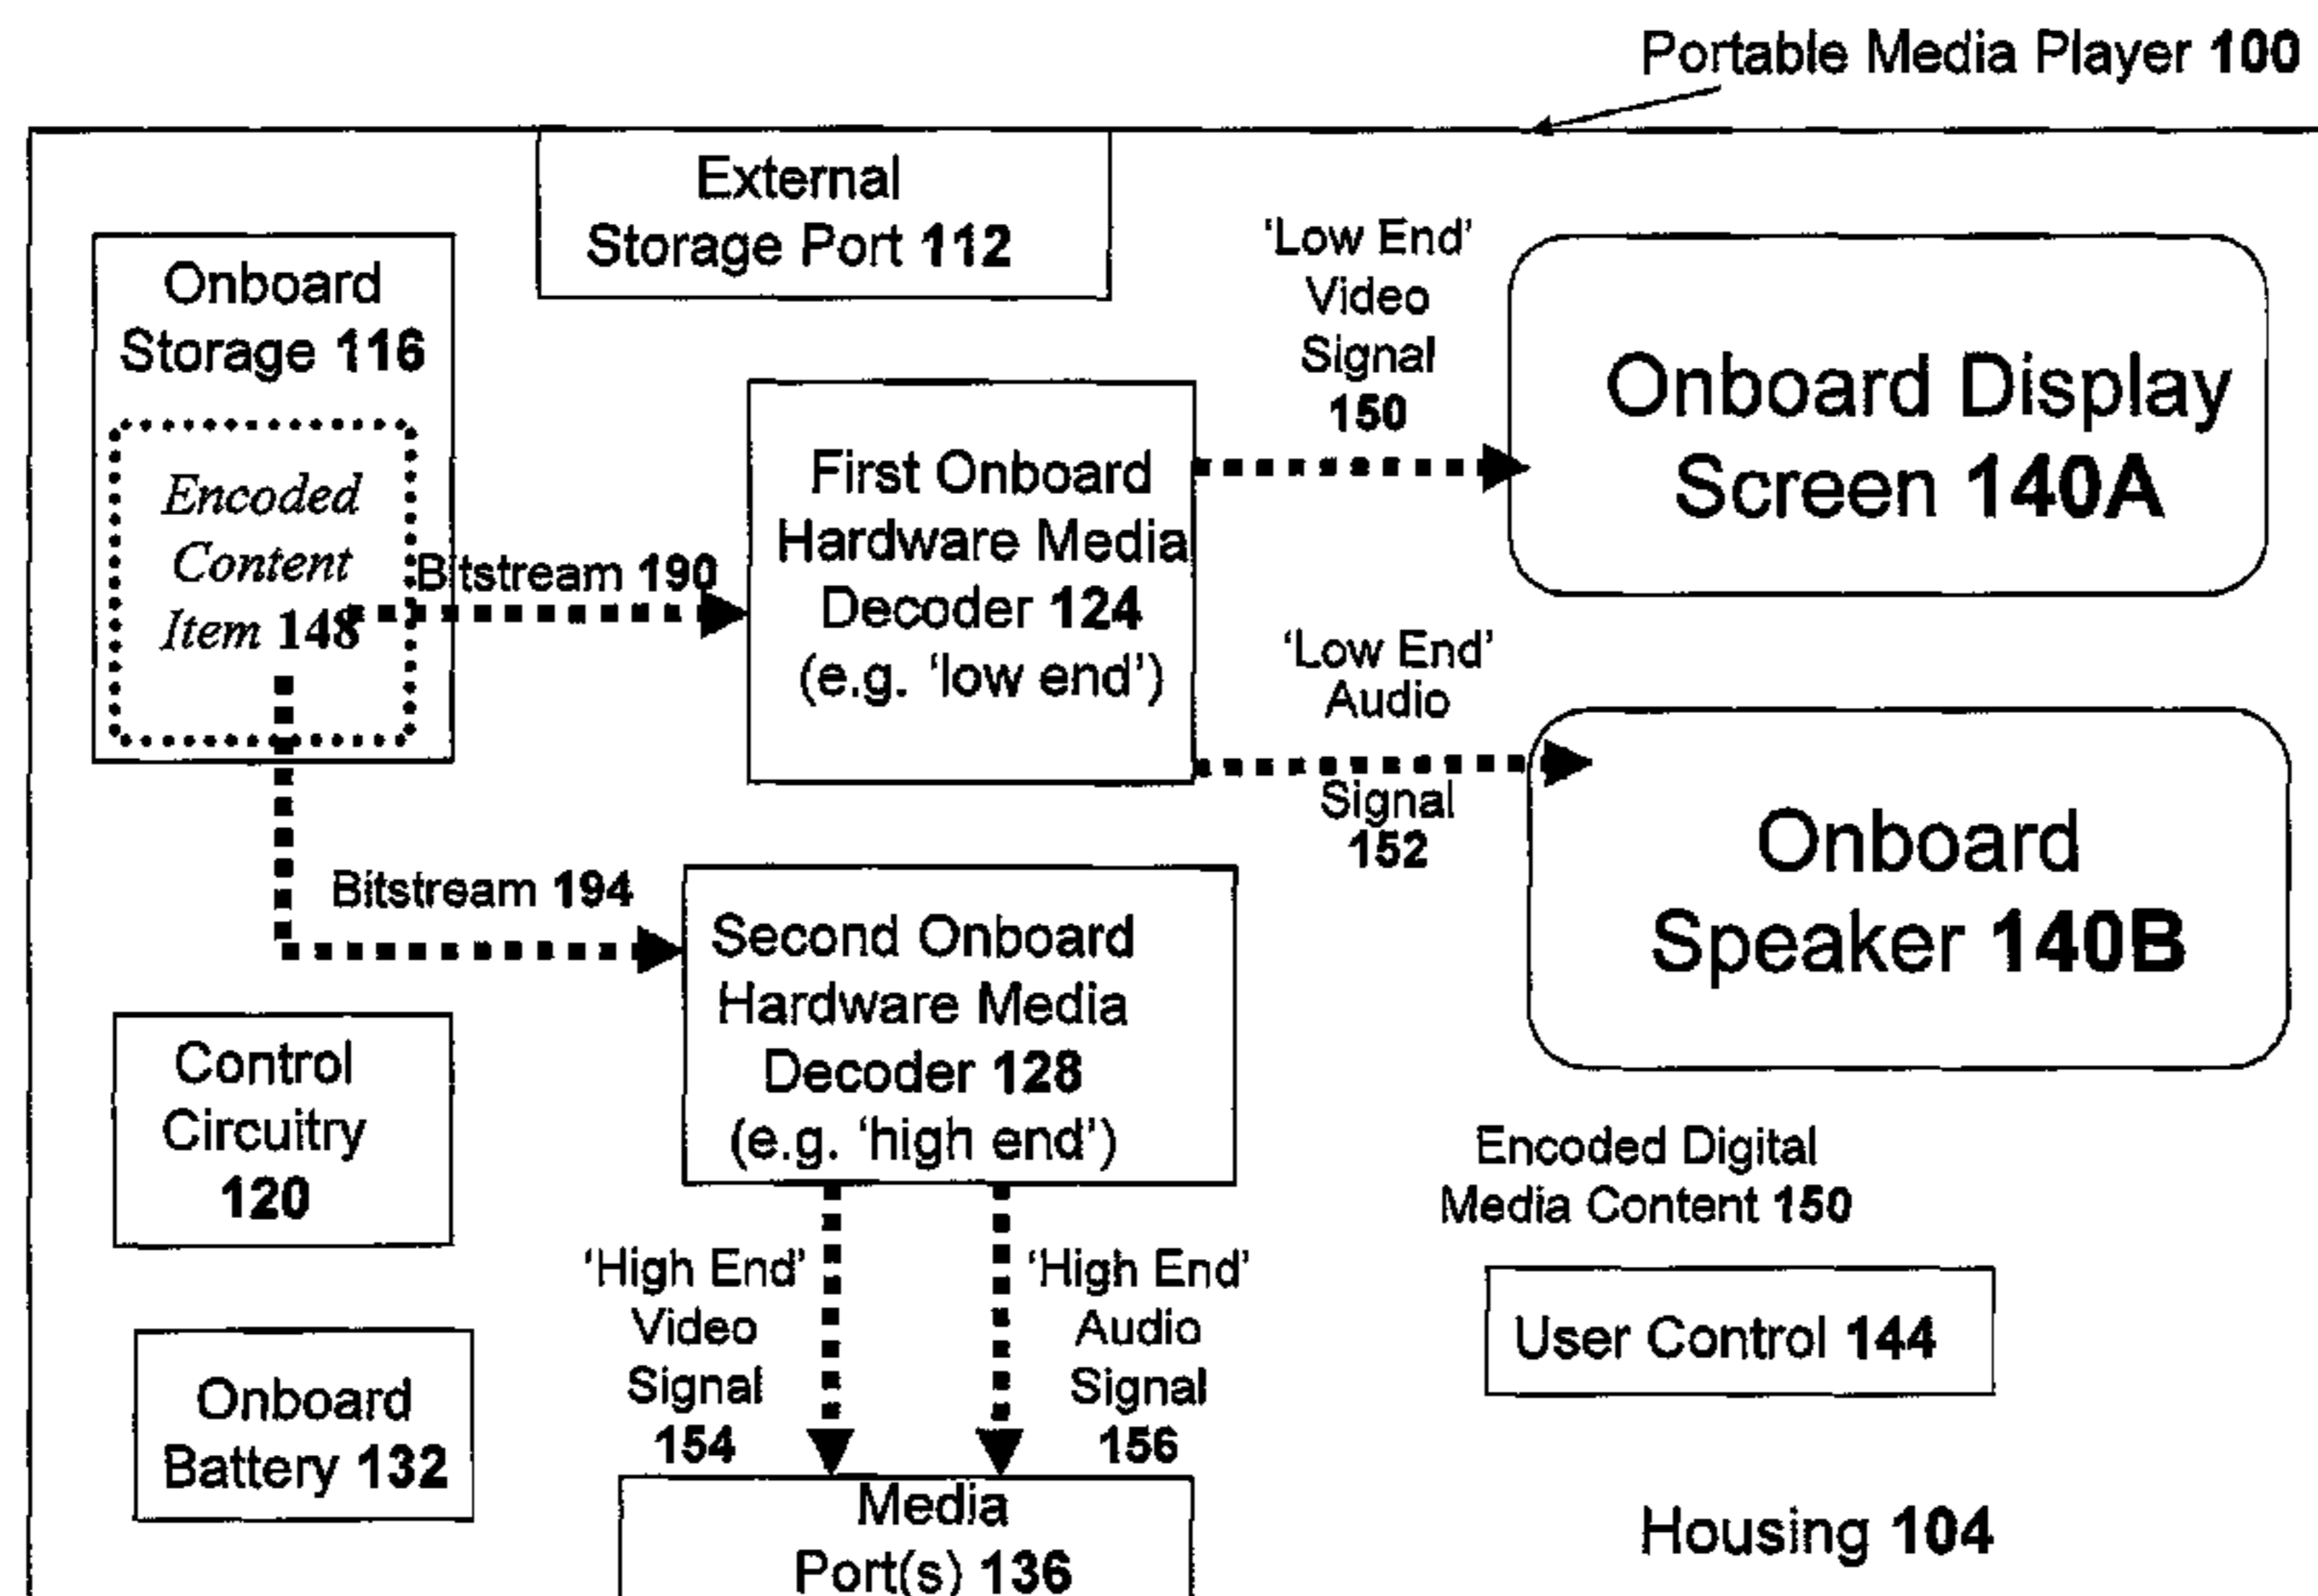 Portable Media Player 100
External
Storage Port 112
Onboard
Storage 116
Encoded
Content
Item 148
Bitstream 190
First Onboard
Hardware Media
Decoder 124
(e.g. 'low end')
'Low End'
Video
Signal
150
Onboard Display
Screen 140A
'Low End'
Audio
Signal
152
Onboard
Speaker 140B
Bitstream 194
Second Onboard
Hardware Media
Decoder 128
(e.g. 'high end')
Control
Circuitry
120
Encoded Digital
Media Content 150
'High End'
Video
Signal
154
'High End'
Audio
Signal
156
User Control 144
Onboard
Battery 132
Media
Port(s) 136
Housing 104